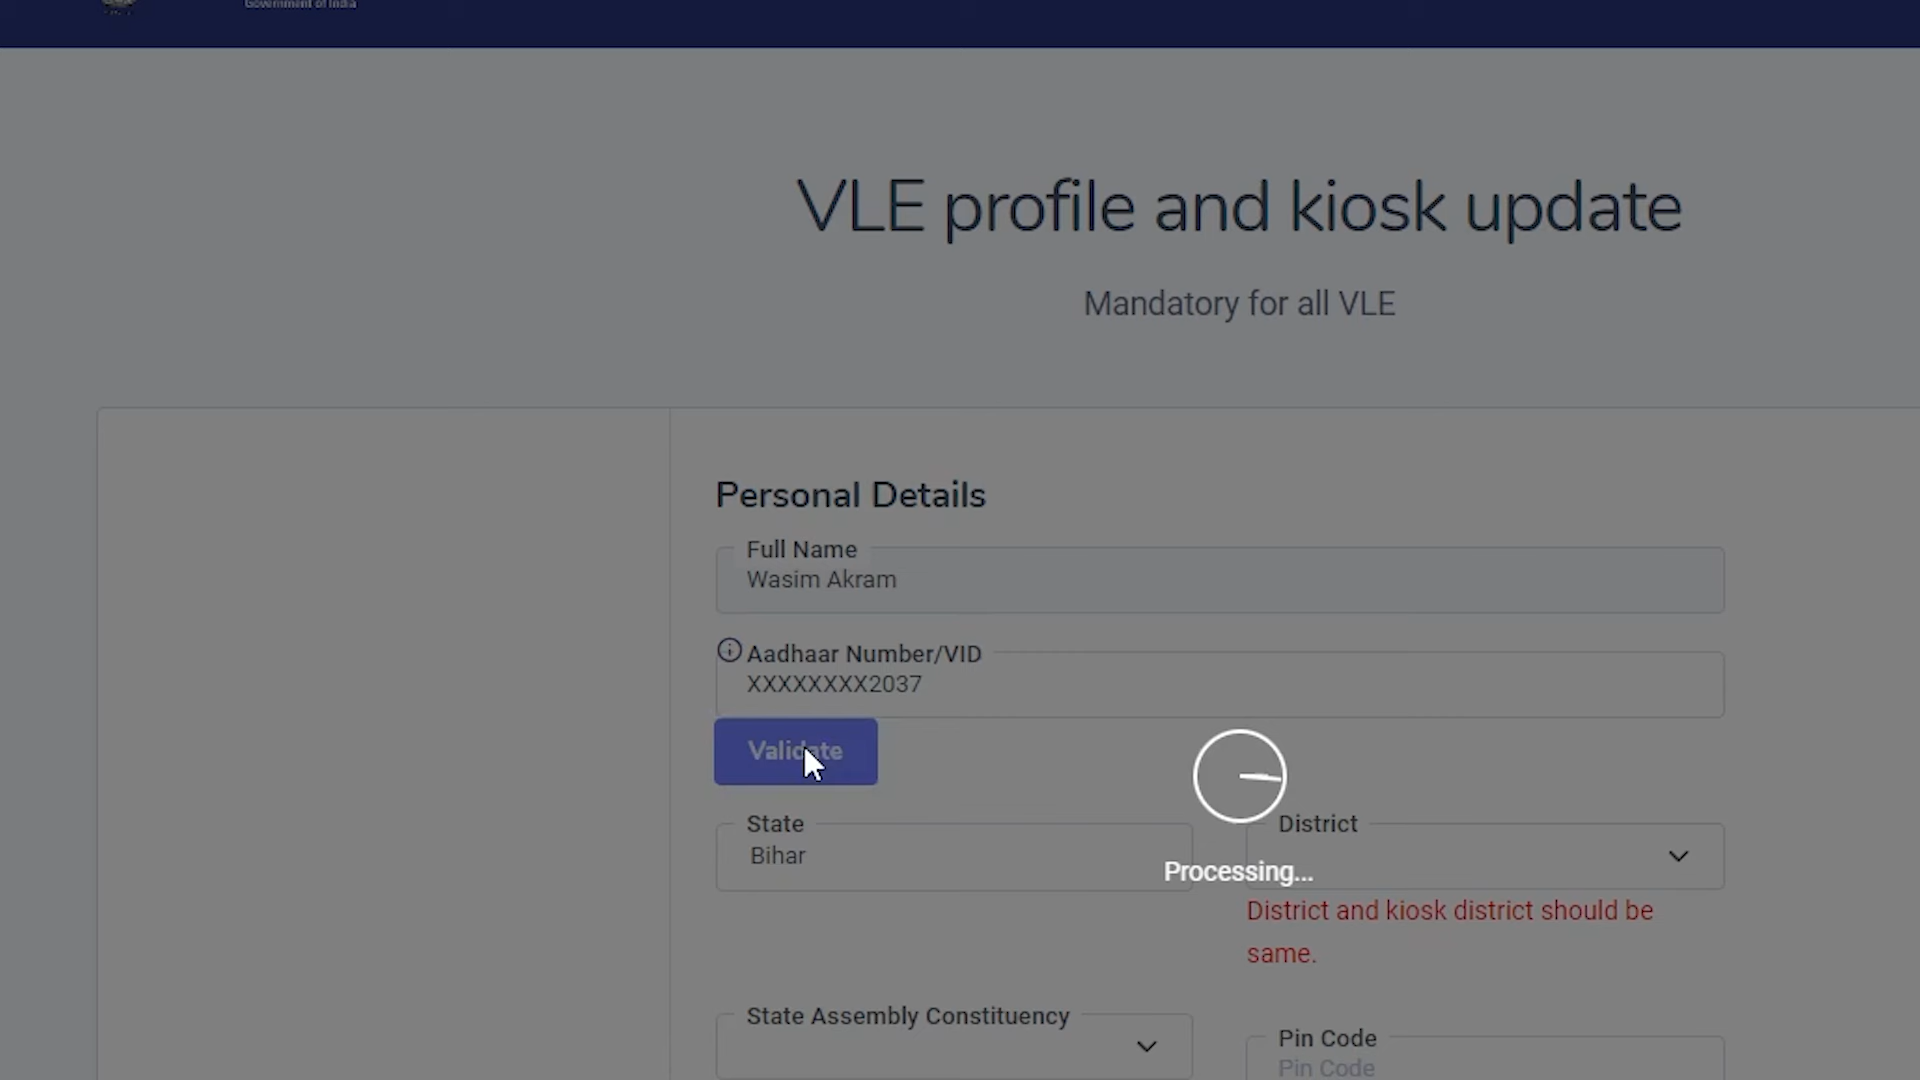 Government of India
VLE profile and kiosk update
Mandatory for all VLE
Personal Details
Full Name
Wasim Akram
Aadhaar Number/VID
XXXXXXXX2037
Validate
State
Bihar
District
Processing...
District and kiosk district should be
same.
State Assembly Constituency
Pin Code
Pin Code